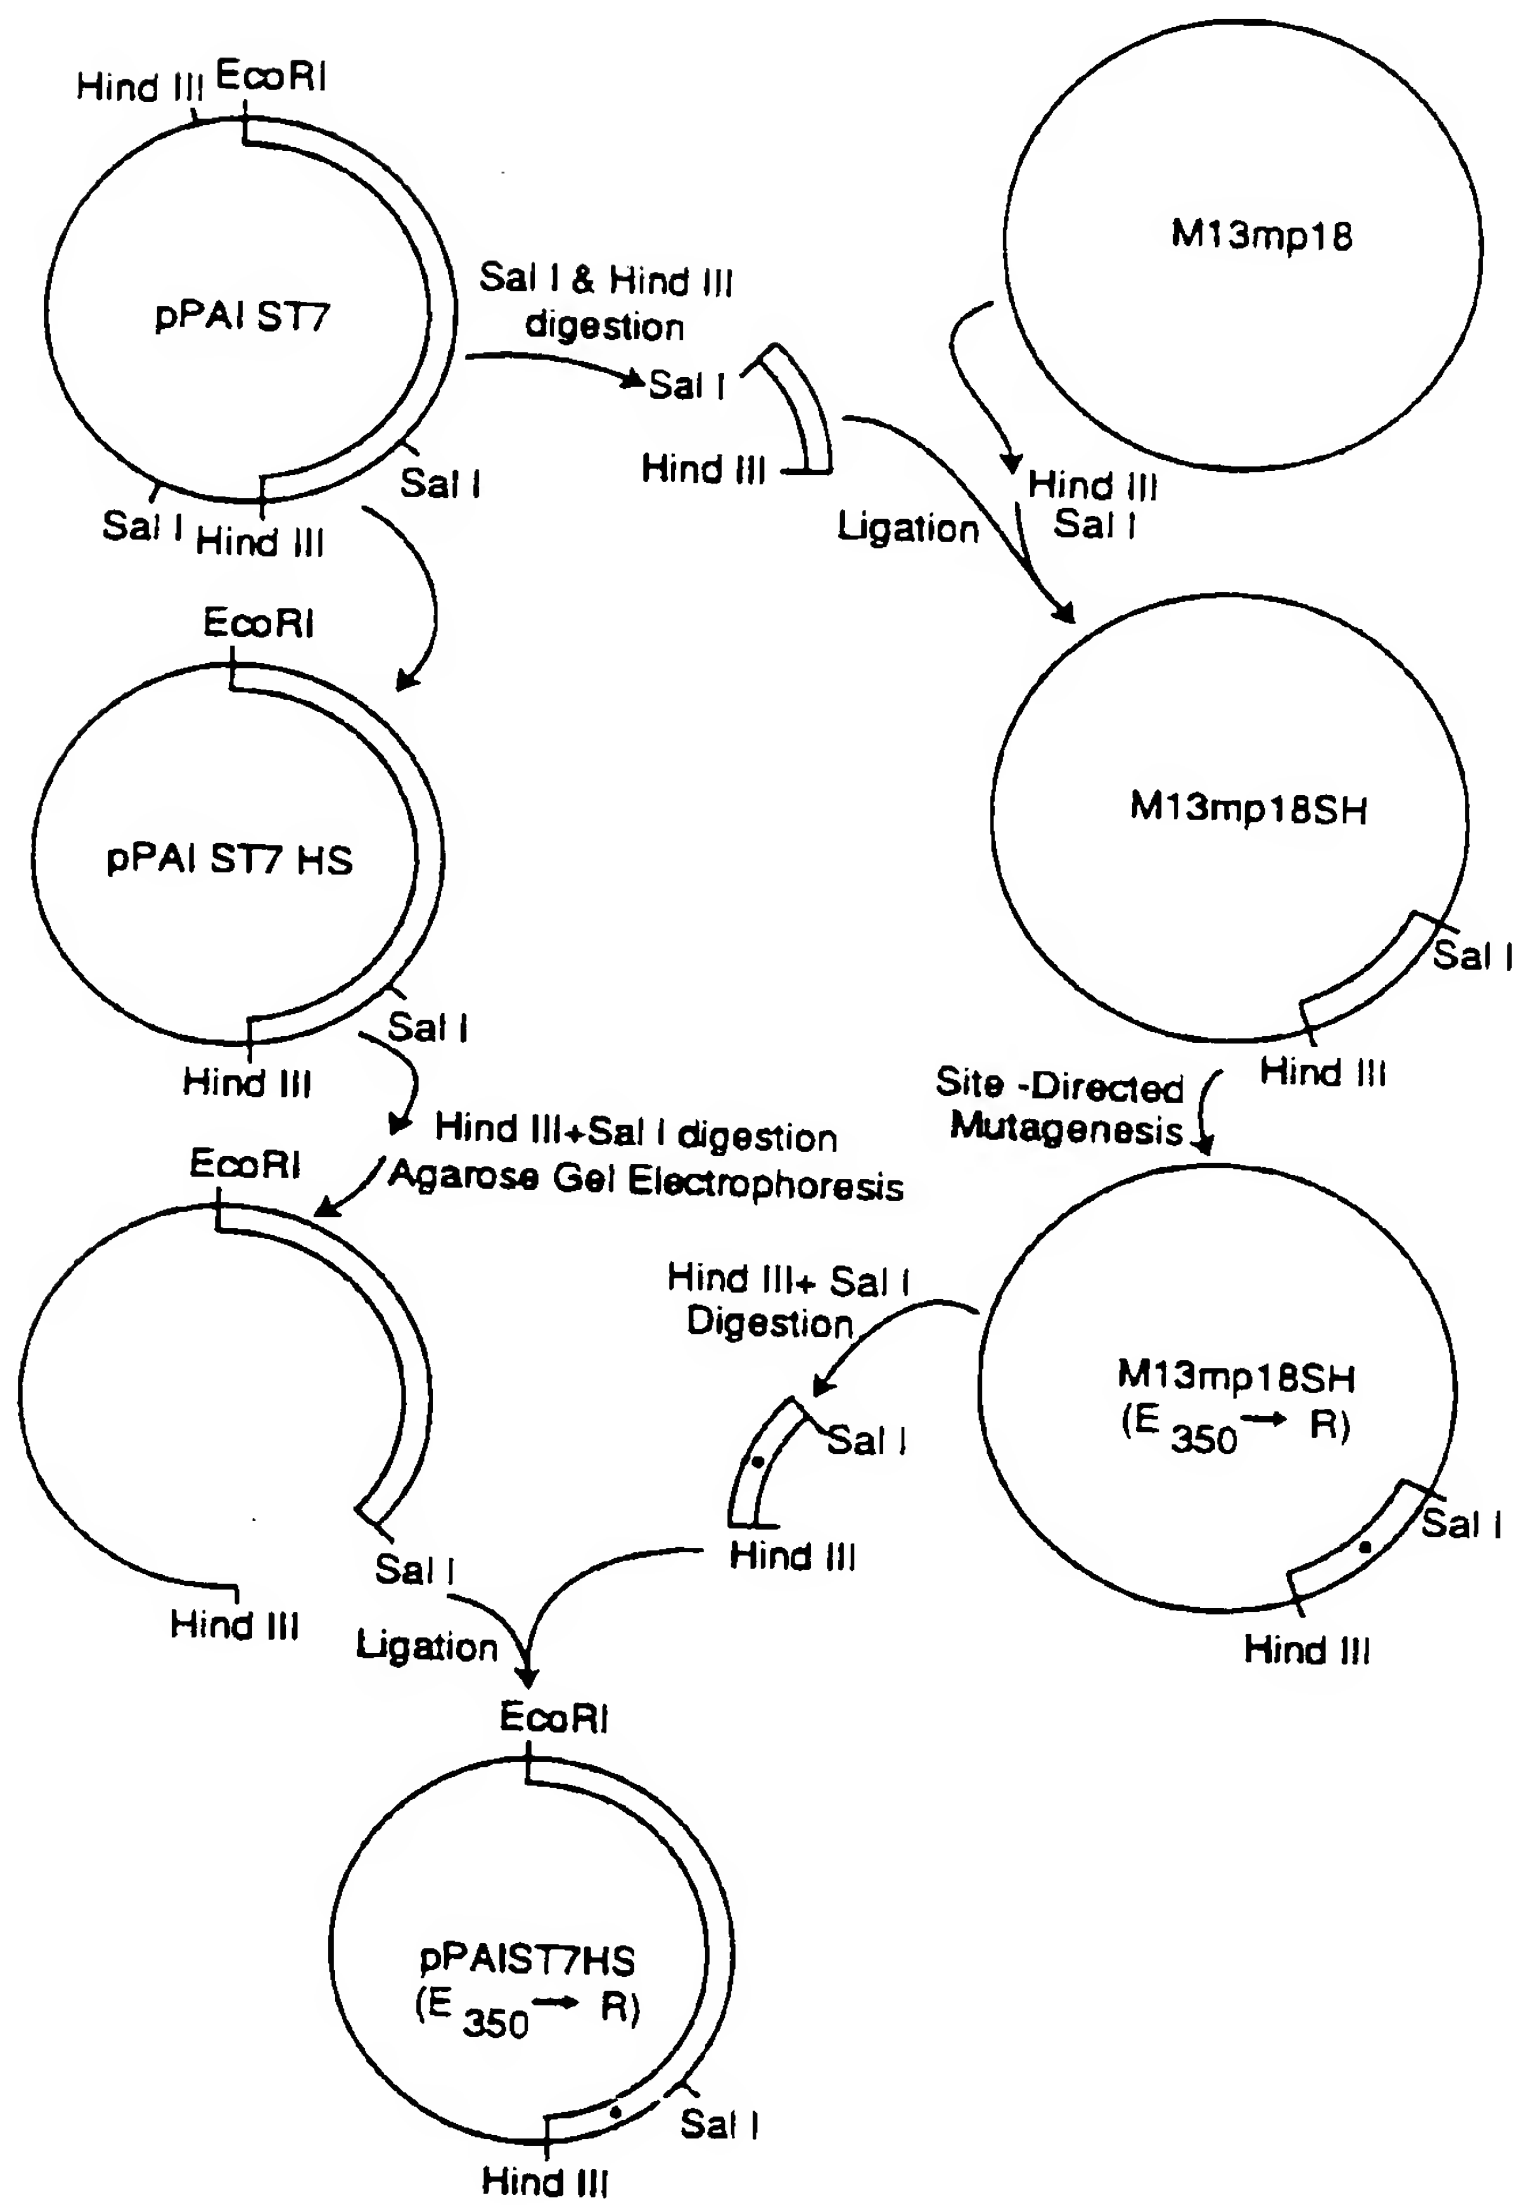 Hind III EcoRI
pPAI ST7
Sal I & Hind III
digestion
Sal I
Hind III
Sal I
Sal I Hind III
M13mp18
Hind III
Sal I
Ligation
EcoRI
pPAI ST7 HS
Sal I
Hind III
M13mp18SH
Sal I
Hind III
Site -Directed
Mutagenesis
Hind III+Sal I digestion
Agarose Gel Electrophoresis
EcoRI
Sal I
Hind III
Hind III+ Sal I
Digestion
Sal I
Hind III
M13mp18SH
(E 350 → R)
Sal I
Hind III
Ligation
EcoRI
pPAIST7HS
(E 350 → R)
Sal I
Hind III